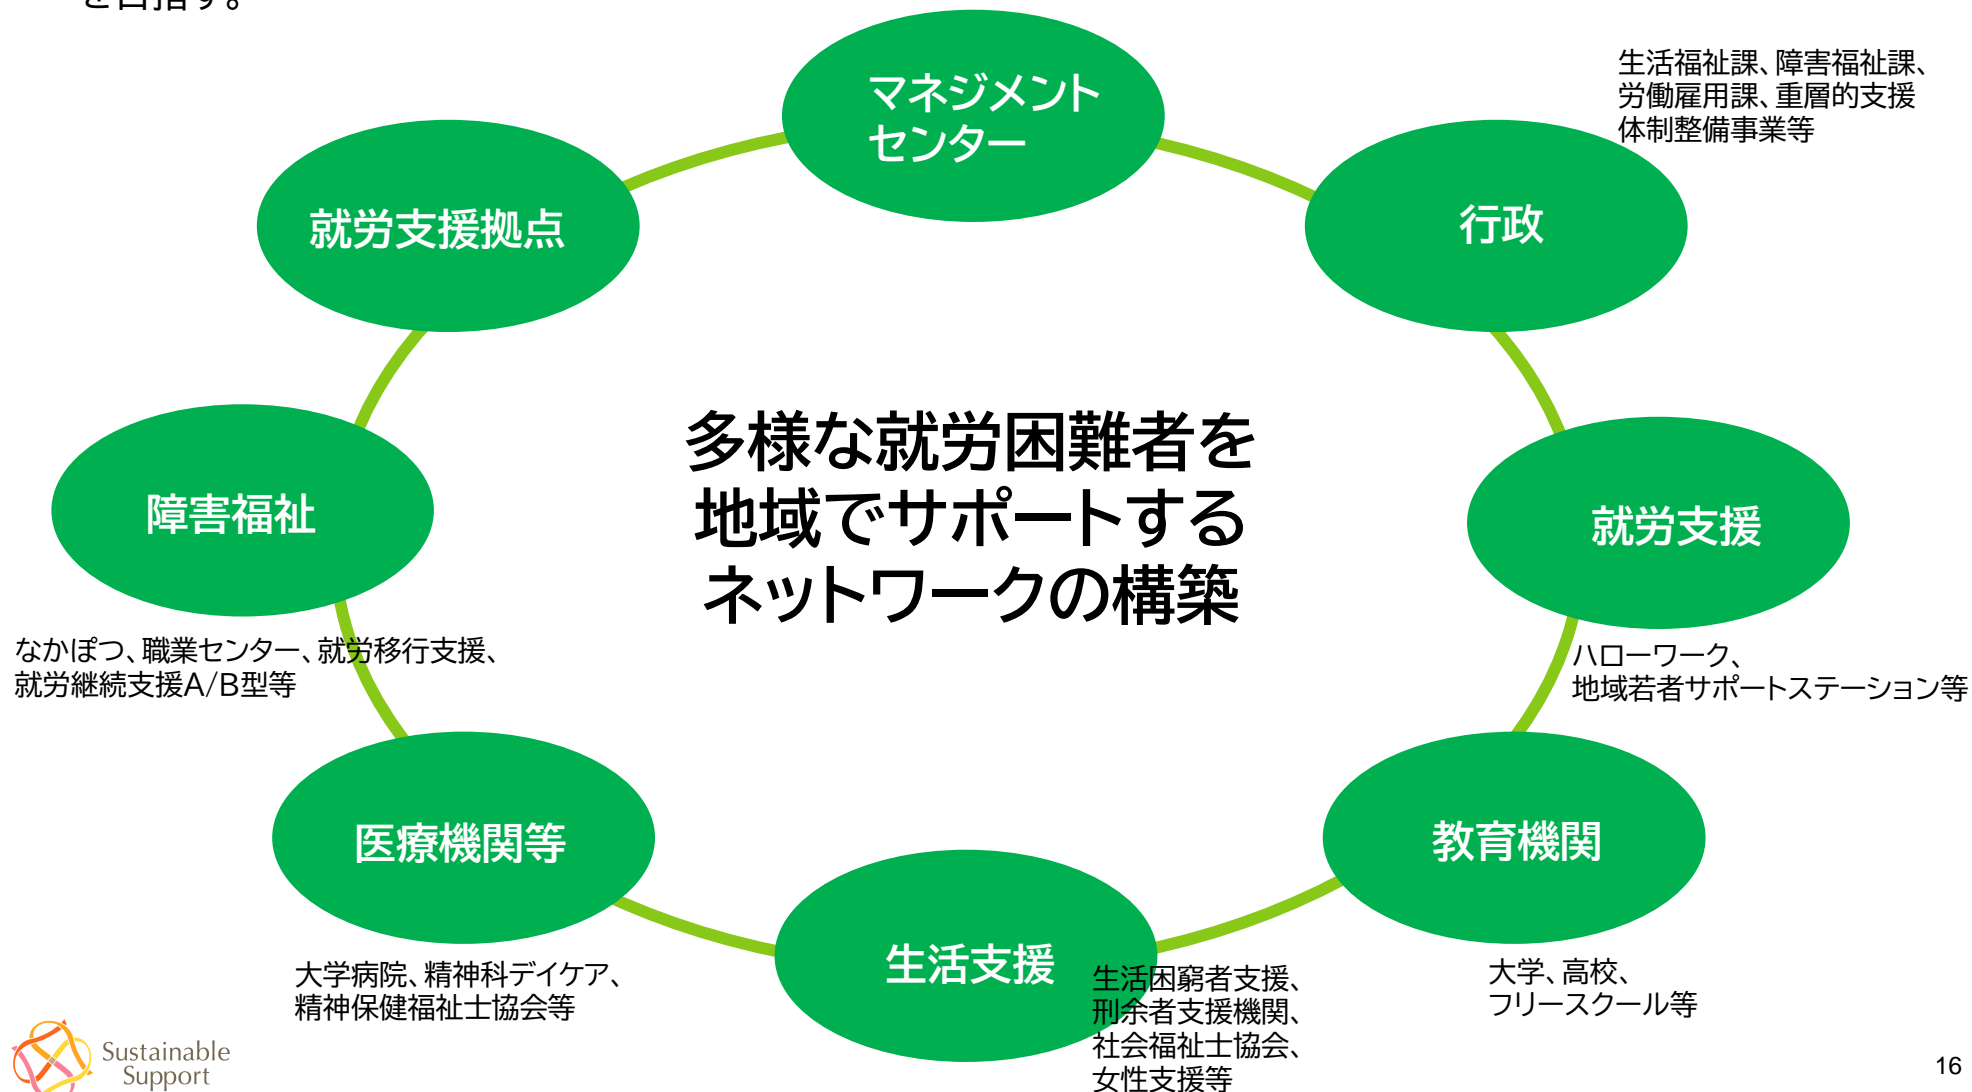 を目指す。
マネジメント
センター
生活福祉課、障害福祉課、
労働雇用課、重層的支援
体制整備事業等
行政
就労支援拠点
多様な就労困難者を
地域でサポートする
ネットワークの構築
障害福祉
就労支援
なかぽつ、職業センター、就労移行支援、
就労継続支援A/B型等
ハローワーク、
地域若者サポートステーション等
医療機関等
教育機関
生活支援
大学病院、精神科デイケア、
精神保健福祉士協会等
生活困窮者支援、
刑余者支援機関、
社会福祉士協会、
女性支援等
大学、高校、
フリースクール等
Sustainable
Support
16